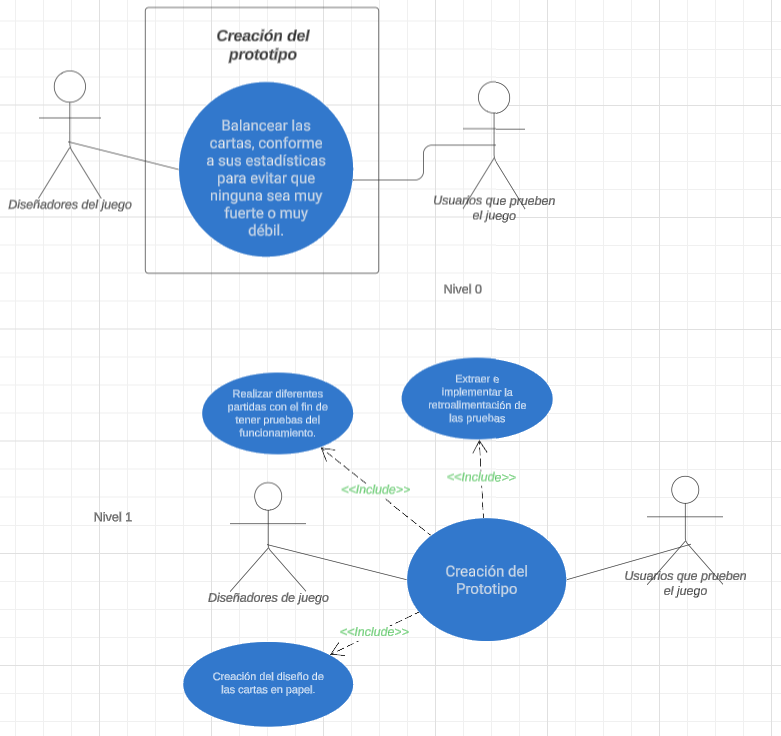 Creación del
prototipo
Balancear las
cartas, conforme
a sus estadísticas
para evitar que
ninguna sea muy
fuerte o muy
débil.
Diseñadores del juego
Usuarios que prueben
el juego
Nivel 0
Realizar diferentes
partidas con el fin de
tener pruebas del
funcionamiento.
Extraer e
implementar la
retroalimentación de
las pruebas
<<Include>>
<<Include>>
Nivel 1
Creación del
Prototipo
Diseñadores de juego
Usuarios que prueben
el juego
<<Include>>
Creación del diseño de
las cartas en papel.